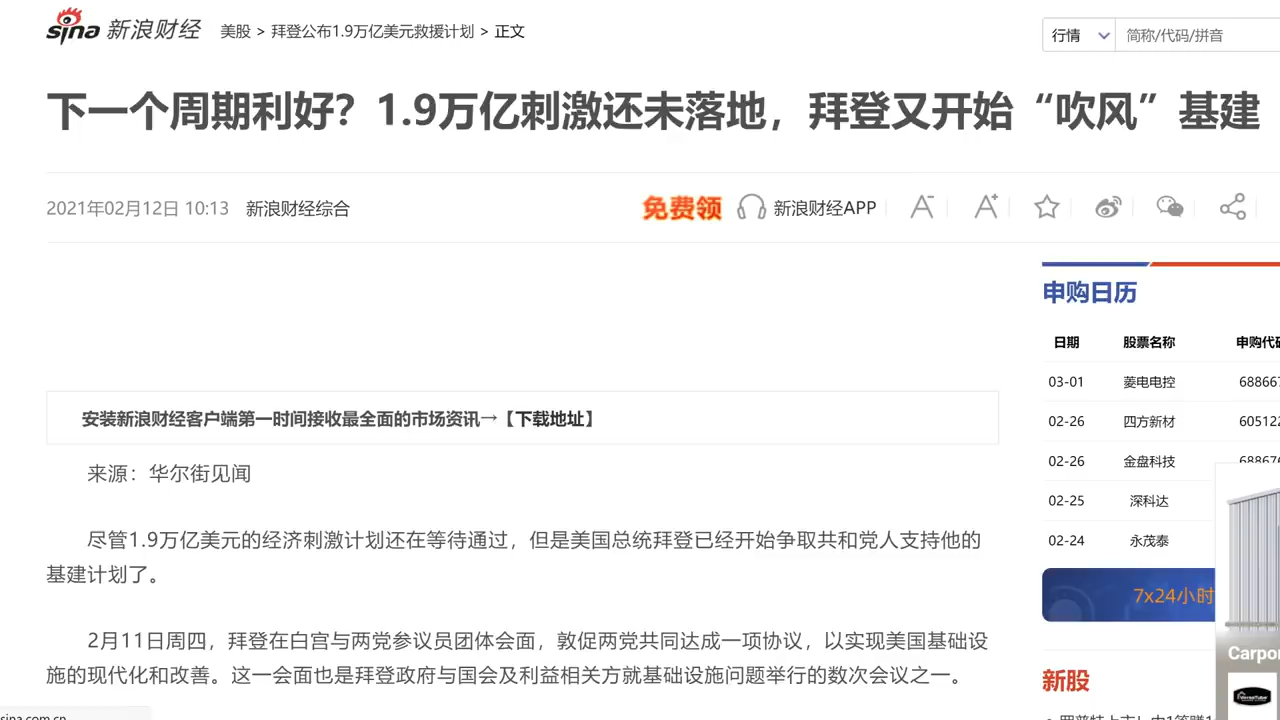 sina 新浪财经 美股 > 拜登公布1.9万亿美元救援计划 > 正文
行情 简称/代码/拼音
下一个周期利好？1.9万亿刺激还未落地，拜登又开始“吹风”基建
2021年02月12日 10:13 新浪财经综合
免费领 新浪财经APP A- A+
申购日历
日期 股票名称 申购代码
03-01 菱电电控 68866
02-26 四方新材 60512
02-26 金盘科技 68867
02-25 深科达
02-24 永茂泰
7x24小时
安装新浪财经客户端第一时间接收最全面的市场资讯→【下载地址】
来源：华尔街见闻
尽管1.9万亿美元的经济刺激计划还在等待通过，但是美国总统拜登已经开始争取共和党人支持他的
基建计划了。
2月11日周四，拜登在白宫与两党参议员团体会面，敦促两党共同达成一项协议，以实现美国基础设
施的现代化和改善。这一会面也是拜登政府与国会及利益相关方就基础设施问题举行的数次会议之一。
Carpo
新股
sina.com.cn